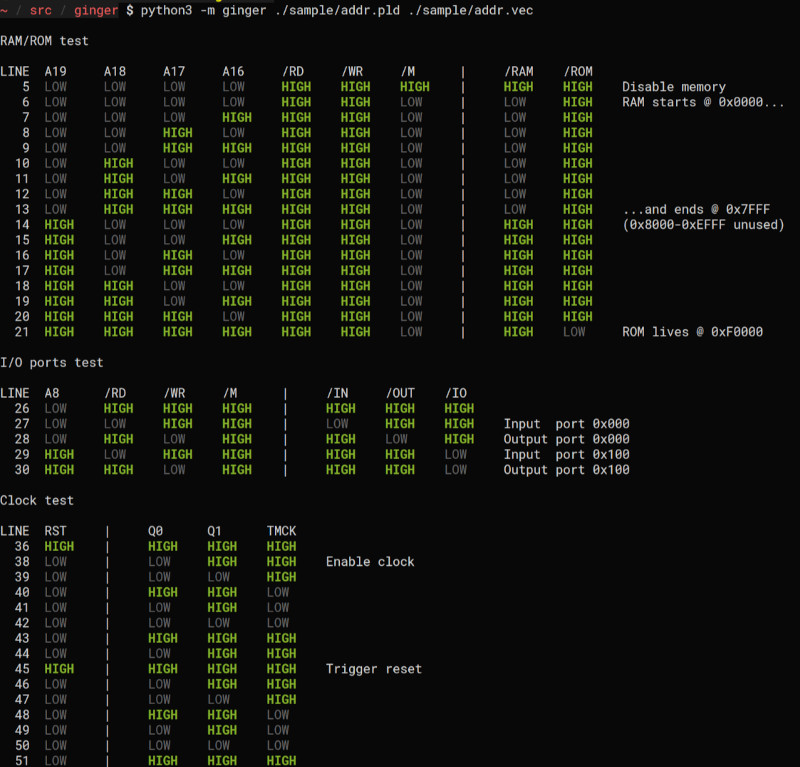 ~ / src / ginger $ python3 -m ginger ./sample/addr.pld ./sample/addr.vec
RAM/ROM test
LINE A19 A18 A17 A16 /RD /WR /M | /RAM /ROM
5 LOW LOW LOW LOW HIGH HIGH HIGH | HIGH HIGH Disable memory
6 LOW LOW LOW LOW HIGH HIGH LOW | LOW HIGH RAM starts @ 0x0000...
7 LOW LOW LOW HIGH HIGH HIGH LOW | LOW HIGH
8 LOW LOW HIGH LOW HIGH HIGH LOW | LOW HIGH
9 LOW LOW HIGH HIGH HIGH HIGH LOW | LOW HIGH
10 LOW HIGH LOW LOW HIGH HIGH LOW | LOW HIGH
11 LOW HIGH LOW HIGH HIGH HIGH LOW | LOW HIGH
12 LOW HIGH HIGH LOW HIGH HIGH LOW | LOW HIGH
13 LOW HIGH HIGH HIGH HIGH HIGH LOW | LOW HIGH ...and ends @ 0x7FFF
14 HIGH LOW LOW LOW HIGH HIGH LOW | HIGH HIGH (0x8000-0xEFFF unused)
15 HIGH LOW LOW HIGH HIGH HIGH LOW | HIGH HIGH
16 HIGH LOW HIGH LOW HIGH HIGH LOW | HIGH HIGH
17 HIGH LOW HIGH HIGH HIGH HIGH LOW | HIGH HIGH
18 HIGH HIGH LOW LOW HIGH HIGH LOW | HIGH HIGH
19 HIGH HIGH LOW HIGH HIGH HIGH LOW | HIGH HIGH
20 HIGH HIGH HIGH LOW HIGH HIGH LOW | HIGH HIGH
21 HIGH HIGH HIGH HIGH HIGH HIGH LOW | HIGH LOW ROM lives @ 0xF0000
I/O ports test
LINE A8 /RD /WR /M | /IN /OUT /IO
26 LOW HIGH HIGH HIGH | HIGH HIGH HIGH
27 LOW LOW HIGH HIGH | LOW HIGH HIGH Input  port 0x000
28 LOW HIGH LOW HIGH | HIGH LOW HIGH Output port 0x000
29 HIGH LOW HIGH HIGH | HIGH HIGH LOW Input  port 0x100
30 HIGH HIGH LOW HIGH | HIGH HIGH LOW Output port 0x100
Clock test
LINE RST | Q0 Q1 TMCK
36 HIGH | HIGH HIGH HIGH
38 LOW | LOW HIGH HIGH Enable clock
39 LOW | LOW LOW HIGH
40 LOW | HIGH HIGH LOW
41 LOW | LOW HIGH LOW
42 LOW | LOW LOW LOW
43 LOW | HIGH HIGH HIGH
44 LOW | LOW HIGH HIGH
45 HIGH | HIGH HIGH HIGH Trigger reset
46 LOW | LOW HIGH HIGH
47 LOW | LOW LOW HIGH
48 LOW | HIGH HIGH LOW
49 LOW | LOW HIGH LOW
50 LOW | LOW LOW LOW
51 LOW | HIGH HIGH HIGH